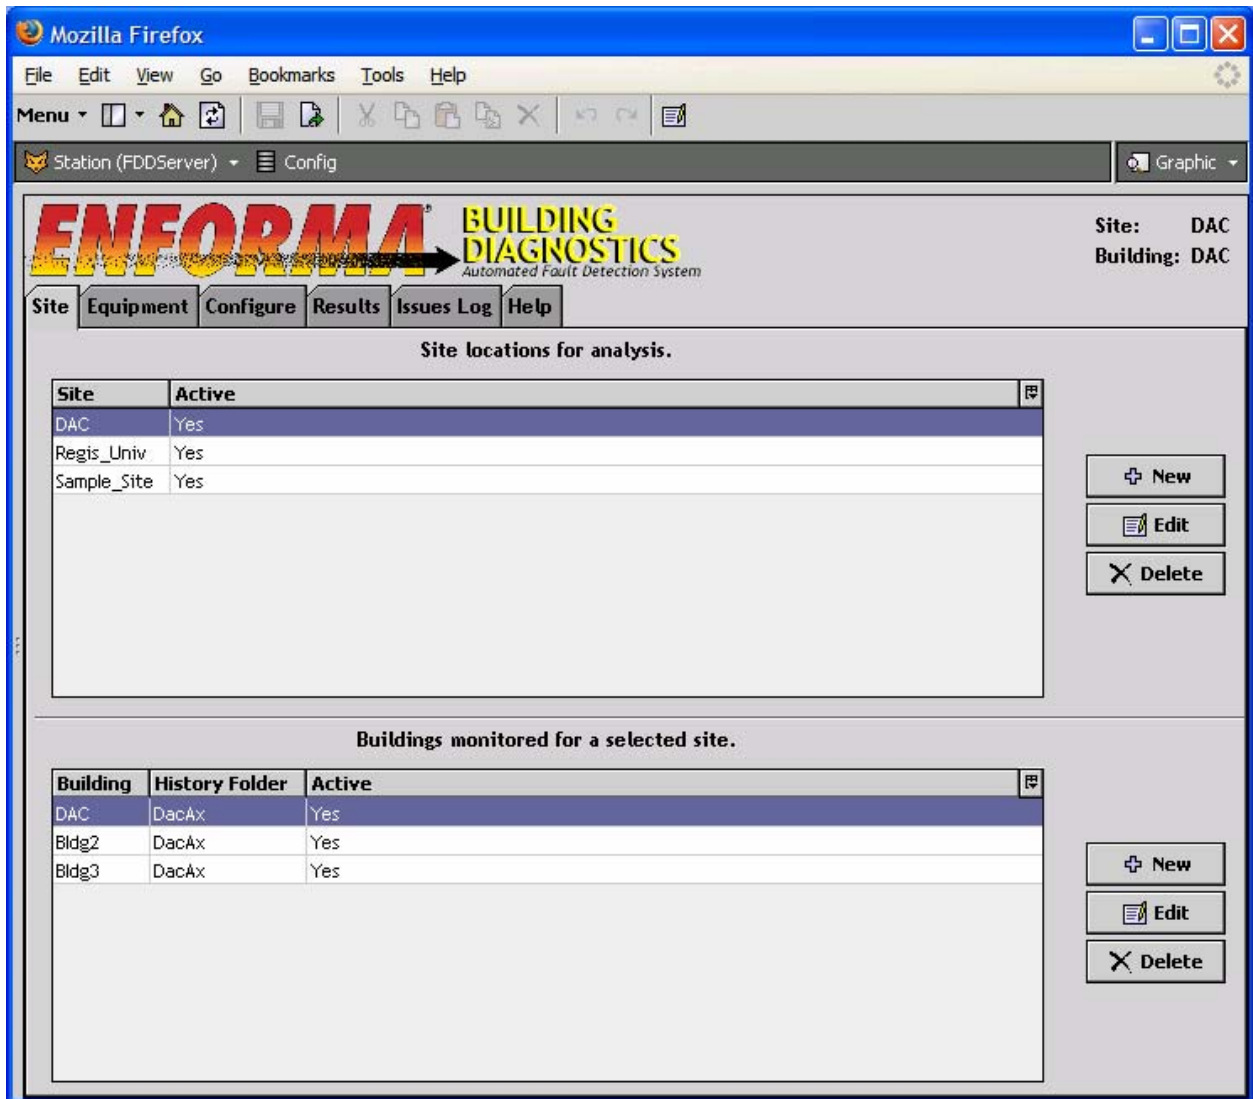 Mozilla Firefox
File Edit View Go Bookmarks Tools Help
Menu
Station (FDDServer) Config Graphic
ENFORMA®
BUILDING
DIAGNOSTICS
Automated Fault Detection System
Site: DAC
Building: DAC
Site Equipment Configure Results Issues Log Help
Site locations for analysis.
Site Active
DAC Yes
Regis_Univ Yes
Sample_Site Yes
New
Edit
Delete
Buildings monitored for a selected site.
Building History Folder Active
DAC DacAx Yes
Bldg2 DacAx Yes
Bldg3 DacAx Yes
New
Edit
Delete